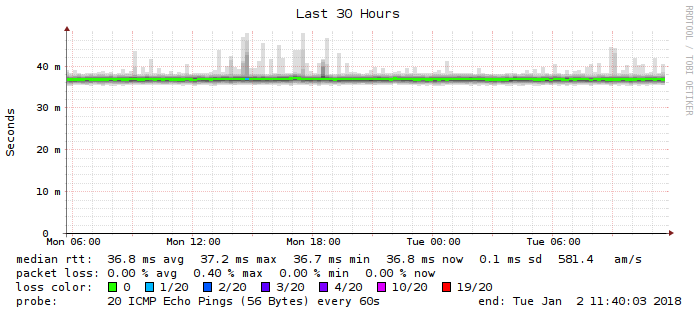 Last 30 Hours
RRDTOOL / TOBI OETIKER
Seconds
40 m
30 m
20 m
10 m
0
Mon 06:00 Mon 12:00 Mon 18:00 Tue 00:00 Tue 06:00
median rtt: 36.8 ms avg 37.2 ms max 36.7 ms min 36.8 ms now 0.1 ms sd 581.4 am/s
packet loss: 0.00 % avg 0.40 % max 0.00 % min 0.00 % now
loss color: 0 1/20 2/20 3/20 4/20 10/20 19/20
probe: 20 ICMP Echo Pings (56 Bytes) every 60s end: Tue Jan 2 11:40:03 2018